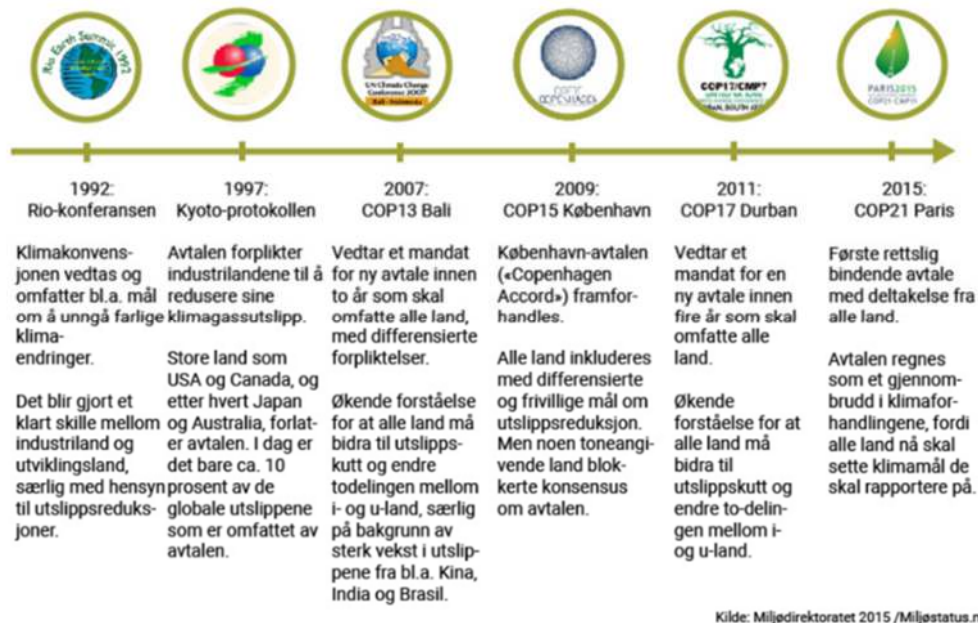 Rio Earth Summit 1992
UN Climate Change
Conference 2007
Bali - Indonesia
COP15
COPENHAGEN
COP17/CMP7
PARIS2015
COP21·CMP11
1992:
Rio-konferansen
Klimakonvens-
jonen vedtas og
omfatter bl.a. mål
om å unngå farlige
klima-
endringer.
Det blir gjort et
klart skille mellom
industriland og
utviklingsland,
særlig med hensyn
til utslippsreduks-
joner.
1997:
Kyoto-protokollen
Avtalen forplikter
industrilandene til å
redusere sine
klimagassutslipp.
Store land som
USA og Canada, og
etter hvert Japan
og Australia, forlat-
er avtalen. I dag er
det bare ca. 10
prosent av de
globale utslippene
som er omfattet av
avtalen.
2007:
COP13 Bali
Vedtar et mandat
for ny avtale innen
to år som skal
omfatte alle land,
med differensierte
forpliktelser.
Økende forståelse
for at alle land må
bidra til utslipps-
kutt og endre
todelingen mellom
i- og u-land, særlig
på bakgrunn av
sterk vekst i utslip-
pene fra bl.a. Kina,
India og Brasil.
2009:
COP15 København
København-avtalen
(«Copenhagen
Accord») framfor-
handles.
Alle land inkluderes
med differensierte
og frivillige mål om
utslippsreduksjon.
Men noen toneangi-
vende land blok-
kerte konsensus
om avtalen.
2011:
COP17 Durban
Vedtar et
mandat for en
ny avtale innen
fire år som skal
omfatte alle
land.
Økende
forståelse for at
alle land må
bidra til
utslippskutt og
endre to-delin-
gen mellom i-
og u-land.
2015:
COP21 Paris
Første rettslig
bindende avtale
med deltakelse fra
alle land.
Avtalen regnes
som et gjennom-
brudd i klimafor-
handlingene, fordi
alle land nå skal
sette klimamål de
skal rapportere på.
Kilde: Miljødirektoratet 2015 /Miljøstatus.n